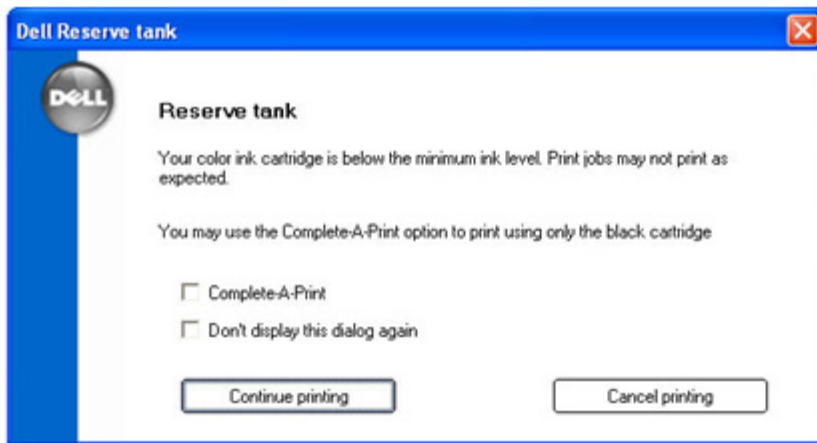 Dell Reserve tank
DELL
Reserve tank
Your color ink cartridge is below the minimum ink level. Print jobs may not print as
expected.
You may use the Complete-A-Print option to print using only the black cartridge
Complete-A-Print
Don't display this dialog again
Continue printing
Cancel printing